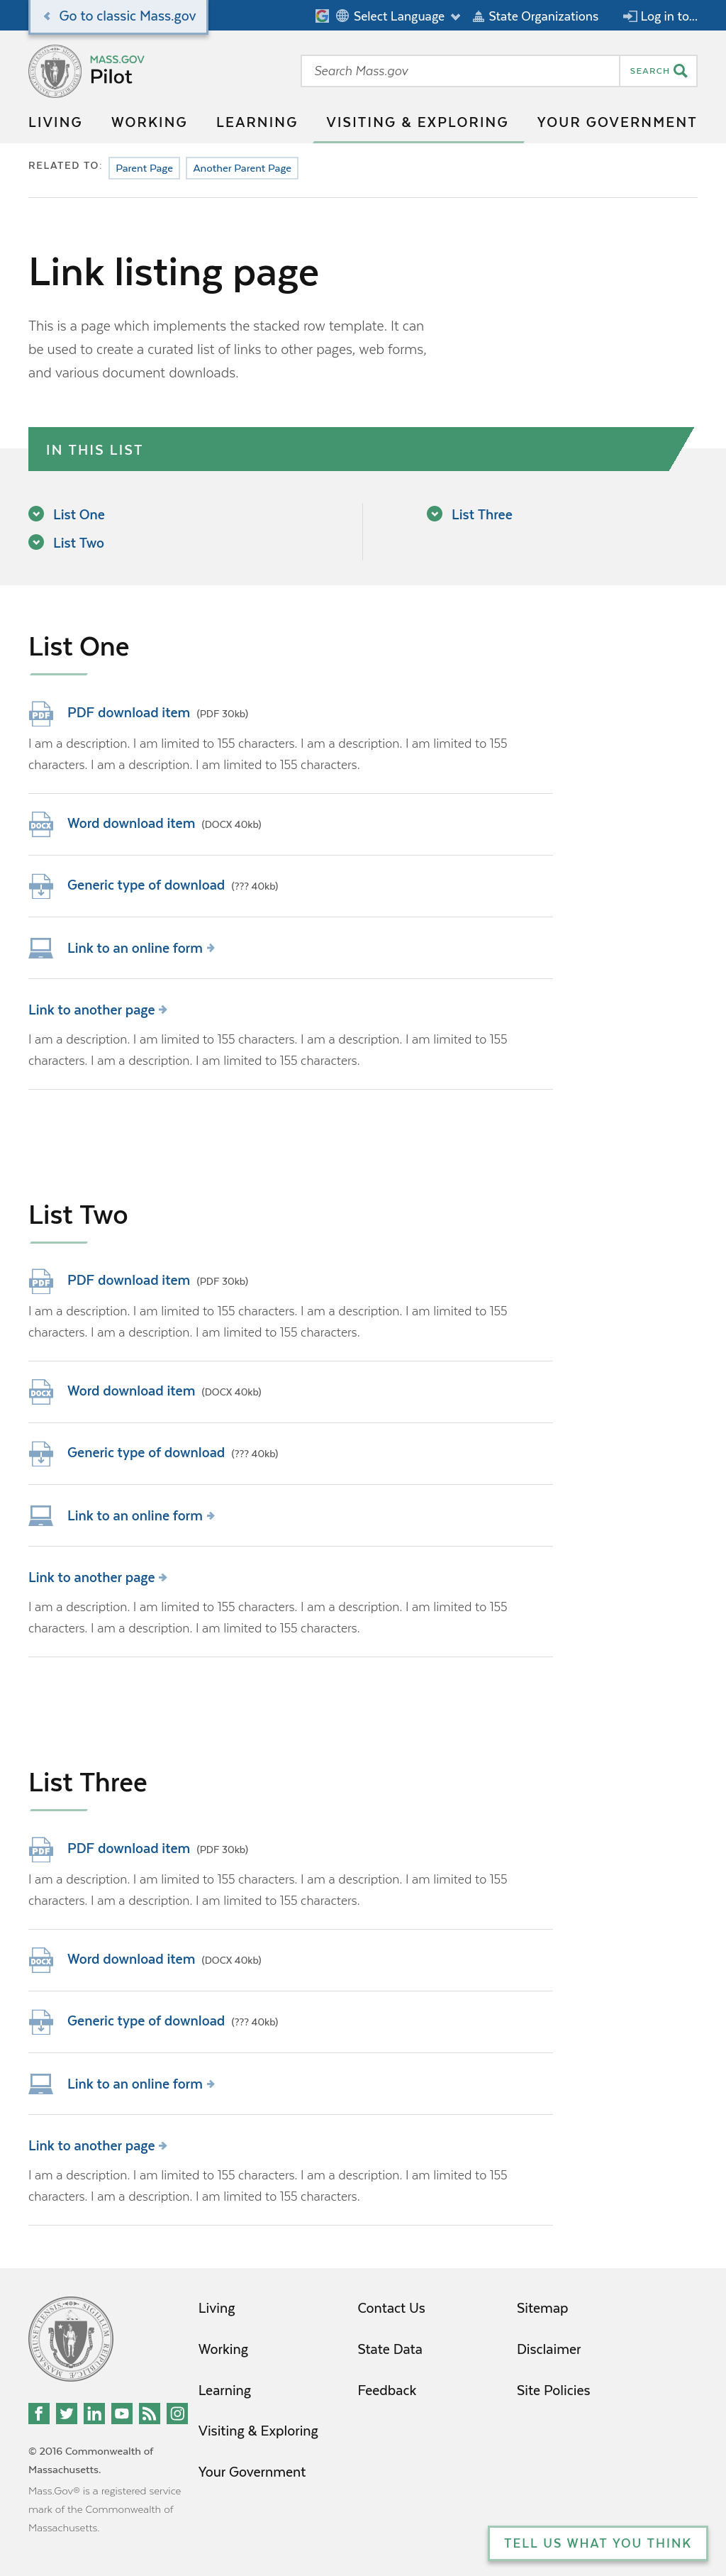 Go to classic Mass.gov
Select Language
State Organizations
Log in to...
MASS.GOV
Pilot
Search Mass.gov
SEARCH
LIVING
WORKING
LEARNING
VISITING & EXPLORING
YOUR GOVERNMENT
RELATED TO:
Parent Page
Another Parent Page
Link listing page
This is a page which implements the stacked row template. It can
be used to create a curated list of links to other pages, web forms,
and various document downloads.
IN THIS LIST
List One
List Two
List Three
List One
PDF
PDF download item (PDF 30kb)
I am a description. I am limited to 155 characters. I am a description. I am limited to 155
characters. I am a description. I am limited to 155 characters.
DOCX
Word download item (DOCX 40kb)
Generic type of download (??? 40kb)
Link to an online form
Link to another page
I am a description. I am limited to 155 characters. I am a description. I am limited to 155
characters. I am a description. I am limited to 155 characters.
List Two
PDF
PDF download item (PDF 30kb)
I am a description. I am limited to 155 characters. I am a description. I am limited to 155
characters. I am a description. I am limited to 155 characters.
DOCX
Word download item (DOCX 40kb)
Generic type of download (??? 40kb)
Link to an online form
Link to another page
I am a description. I am limited to 155 characters. I am a description. I am limited to 155
characters. I am a description. I am limited to 155 characters.
List Three
PDF
PDF download item (PDF 30kb)
I am a description. I am limited to 155 characters. I am a description. I am limited to 155
characters. I am a description. I am limited to 155 characters.
DOCX
Word download item (DOCX 40kb)
Generic type of download (??? 40kb)
Link to an online form
Link to another page
I am a description. I am limited to 155 characters. I am a description. I am limited to 155
characters. I am a description. I am limited to 155 characters.
Living
Working
Learning
Visiting & Exploring
Your Government
Contact Us
State Data
Feedback
Sitemap
Disclaimer
Site Policies
© 2016 Commonwealth of
Massachusetts.
Mass.Gov® is a registered service
mark of the Commonwealth of
Massachusetts.
TELL US WHAT YOU THINK